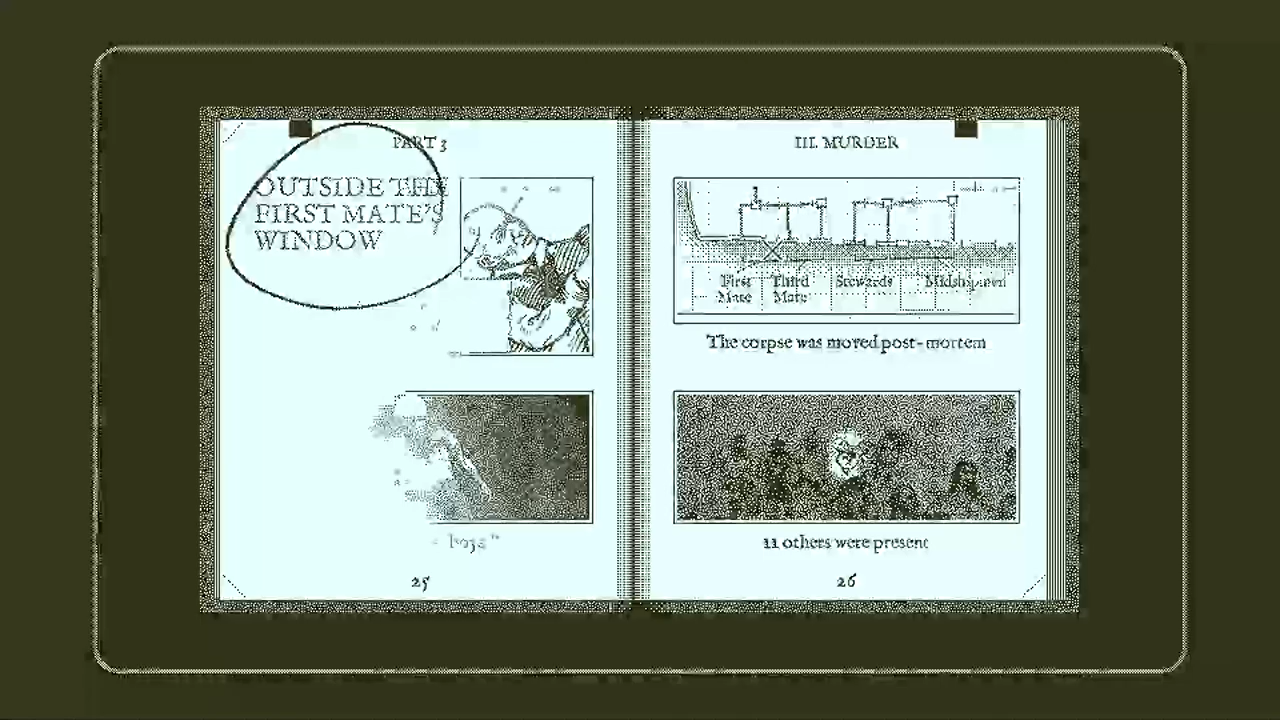 PART 3
OUTSIDE THE
FIRST MATE'S
WINDOW
boys"
25
III. MURDER
First
Mate
Third
Mate
Stewards
Midshipmen
The corpse was moved post-mortem
11 others were present
26